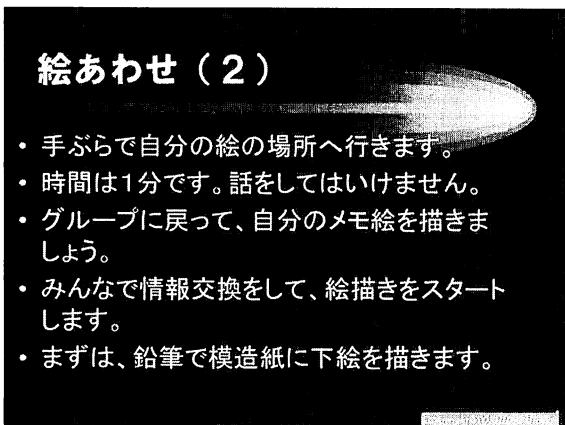 絵あわせ（２）
• 手ぶらで自分の絵の場所へ行きます。
• 時間は１分です。話をしてはいけません。
• グループに戻って、自分のメモ絵を描きま
しょう。
• みんなで情報交換をして、絵描きをスタート
します。
• まずは、鉛筆で模造紙に下絵を描きます。